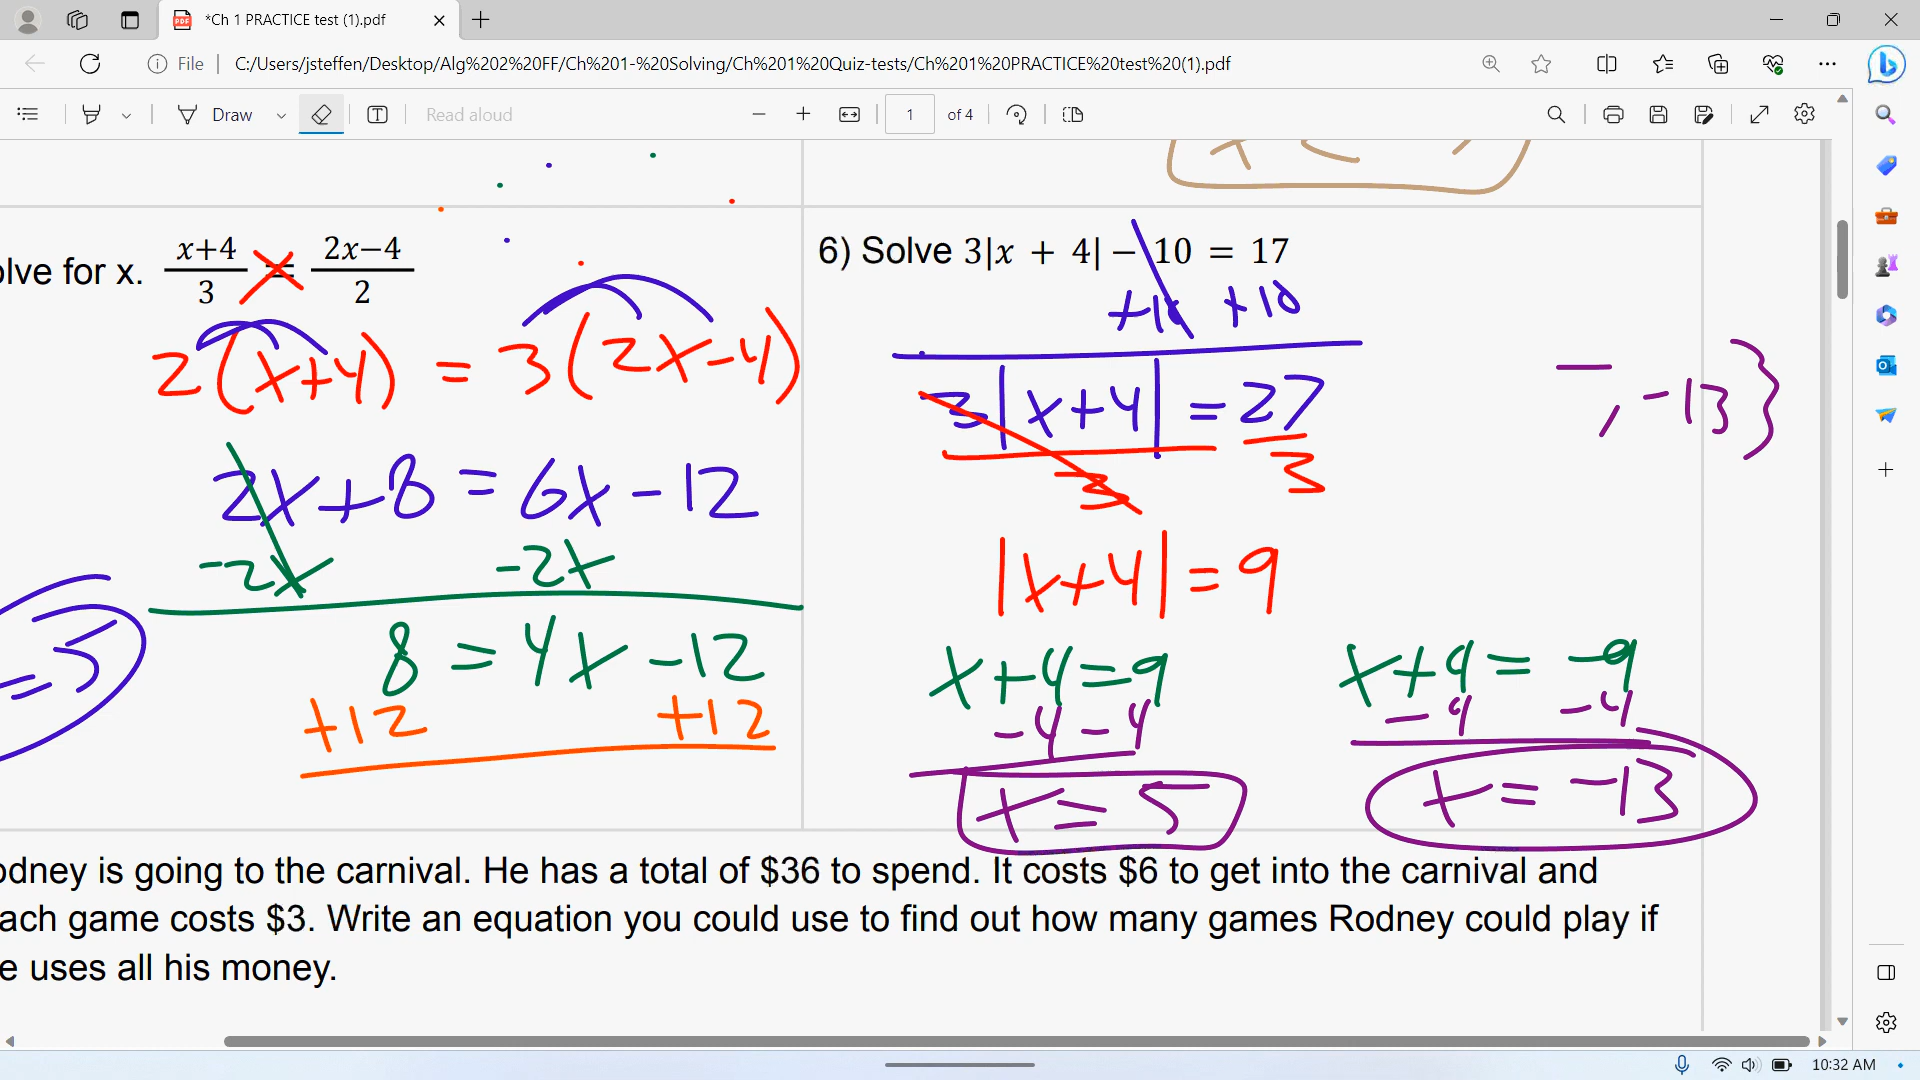 *Ch 1 PRACTICE test (1).pdf
File | C:/Users/jsteffen/Desktop/Alg%202%20FF/Ch%201-%20Solving/Ch%201%20Quiz-tests/Ch%201%20PRACTICE%20test%20(1).pdf
Draw
Read aloud
1 of 4
olve for x. (x+4)/3 = (2x−4)/2
2(x+4) = 3(2x-4)
2x+8 = 6x-12
-2x -2x
8 = 4x-12
+12 +12
=5
6) Solve 3|x + 4| − 10 = 17
+10 +10
3|x+4| = 27
3 3
|x+4| = 9
x+4=9
-4 -4
x=5
x+4= -9
-4 -4
x= -13
, -13}
odney is going to the carnival. He has a total of $36 to spend. It costs $6 to get into the carnival and
ach game costs $3. Write an equation you could use to find out how many games Rodney could play if
e uses all his money.
10:32 AM